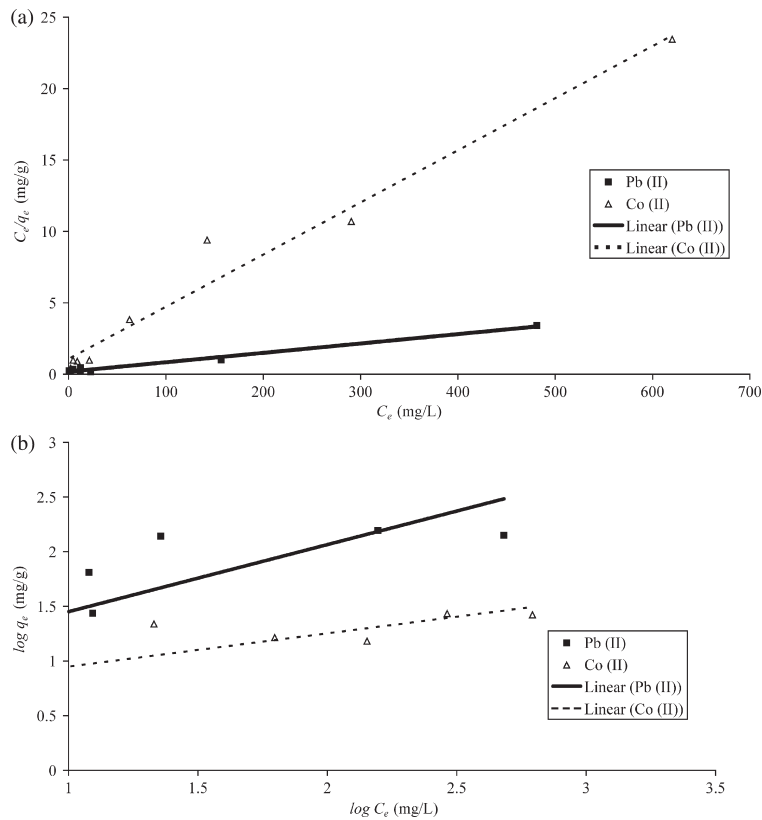 (a)
25
20
15
10
5
0
Ce/qe (mg/g)
0 100 200 300 400 500 600 700
Ce (mg/L)
Pb (II)
Co (II)
Linear (Pb (II))
Linear (Co (II))
(b)
3
2.5
2
1.5
1
0.5
0
log qe (mg/g)
1 1.5 2 2.5 3 3.5
log Ce (mg/L)
Pb (II)
Co (II)
Linear (Pb (II))
Linear (Co (II))